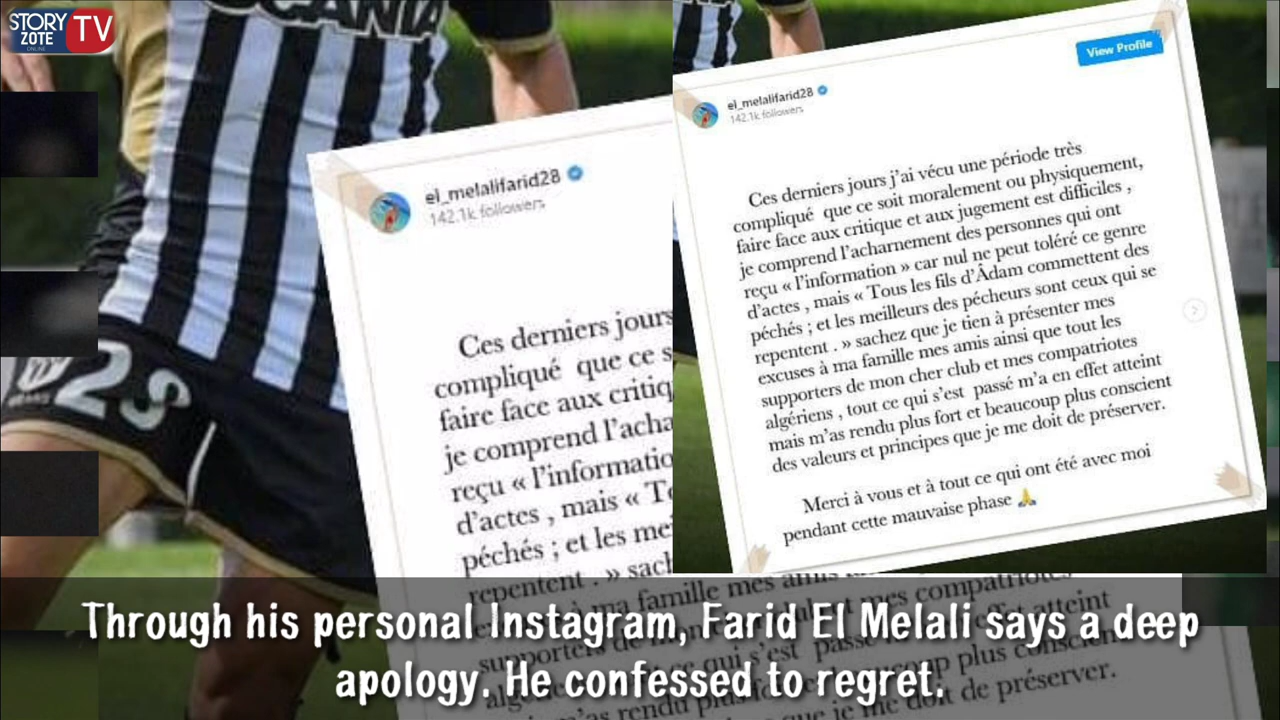 STORY
ZOTE
ONLINE
TV
SCANIA
28
el_melalifarid28
142.1k followers
Ces derniers jours
compliqué que ce s
faire face aux critiq
je comprend l'acha
reçu « l'informatio
d'actes , mais « To
péchés ; et les mei
repentent . » sach
View Profile
el_melalifarid28
142.1k followers
Ces derniers jours j'ai vécu une période très
compliqué que ce soit moralement ou physiquement,
faire face aux critique et aux jugement est difficiles ,
je comprend l'acharnement des personnes qui ont
reçu « l'information » car nul ne peut toléré ce genre
d'actes , mais « Tous les fils d'Âdam commettent des
péchés ; et les meilleurs des pécheurs sont ceux qui se
repentent . » sachez que je tien à présenter mes
excuses à ma famille mes amis ainsi que tout les
supporters de mon cher club et mes compatriotes
algériens , tout ce qui s'est passé m'a en effet atteint
mais m'as rendu plus fort et beaucoup plus conscient
des valeurs et principes que je me doit de préserver.
Merci à vous et à tout ce qui ont été avec moi
pendant cette mauvaise phase 🙏
Through his personal Instagram, Farid El Melali says a deep
apology. He confessed to regret.